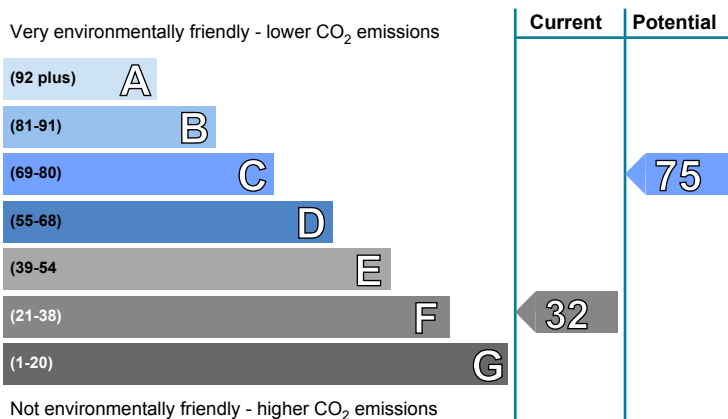 Current Potential
Very environmentally friendly - lower CO₂ emissions
(92 plus) A
(81-91) B
(69-80) C 75
(55-68) D
(39-54 E
(21-38) F 32
(1-20) G
Not environmentally friendly - higher CO₂ emissions